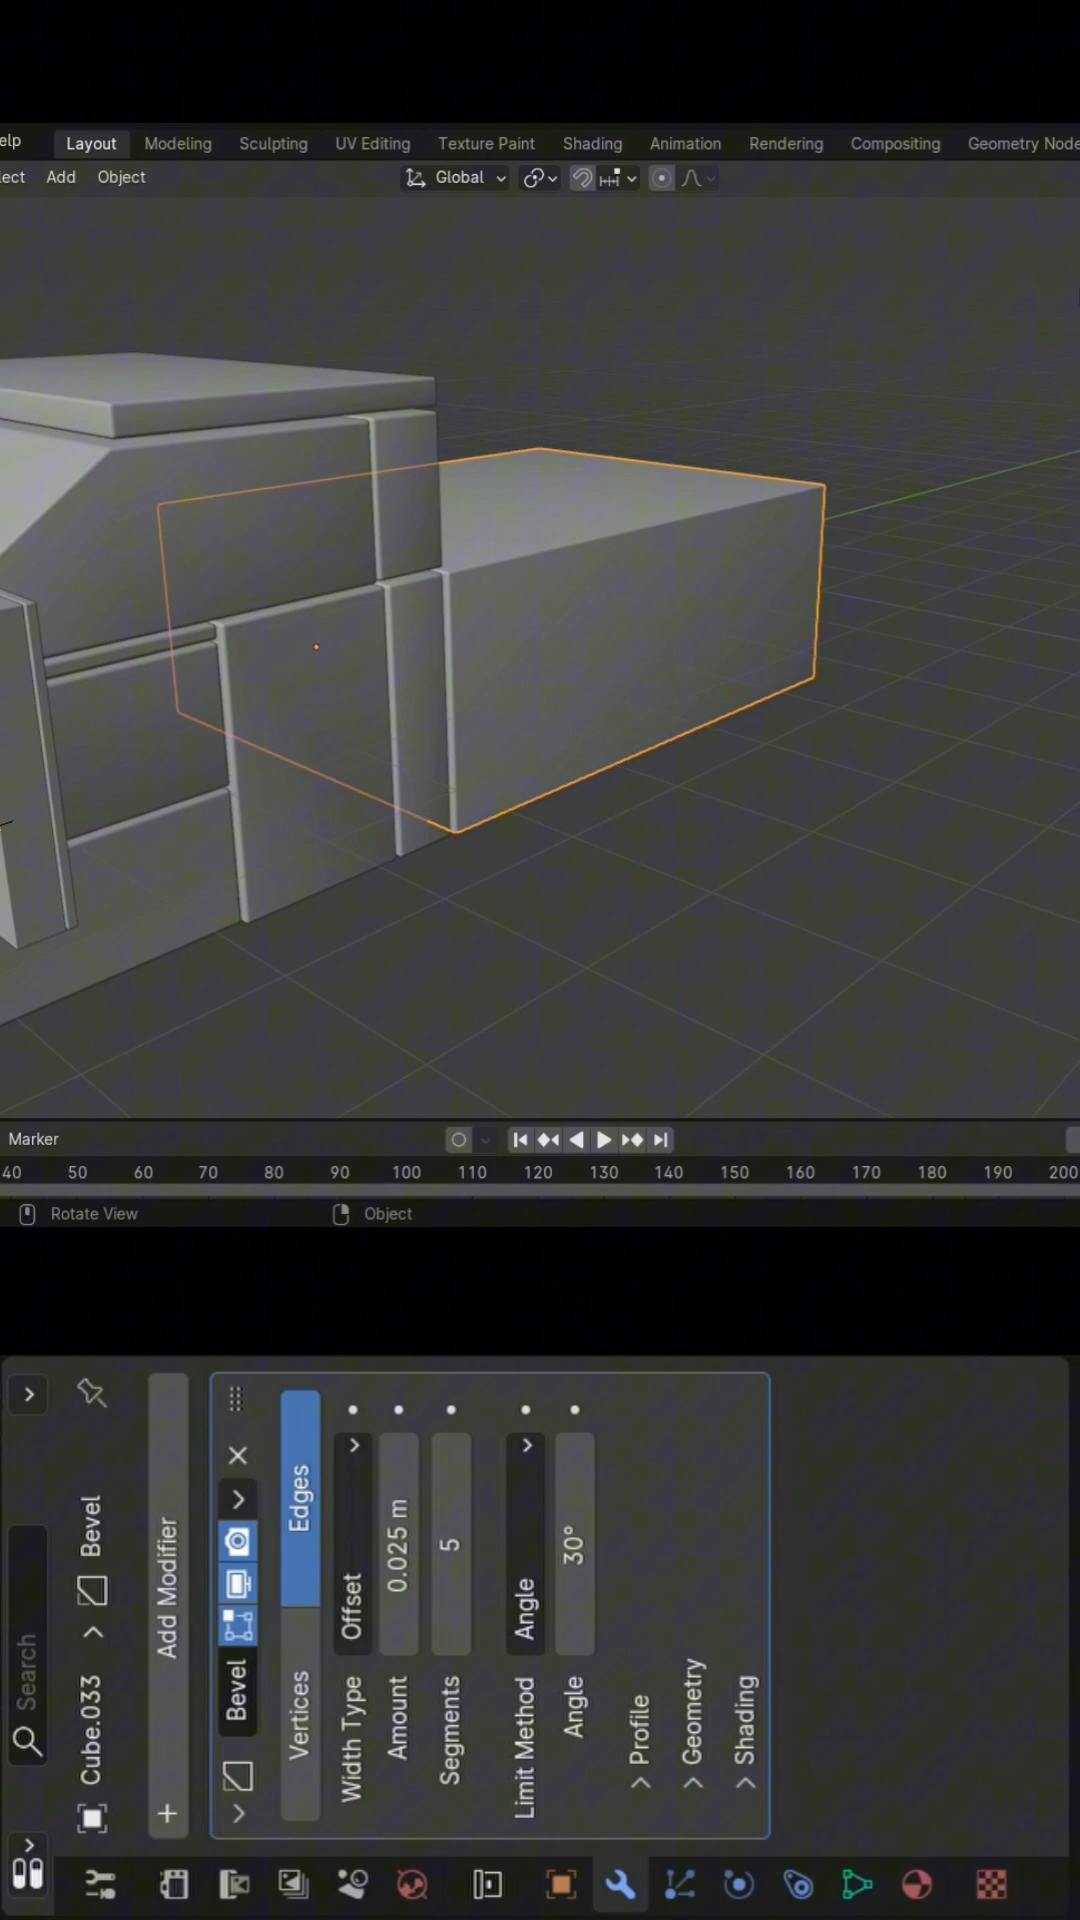 elp Layout Modeling Sculpting UV Editing Texture Paint Shading Animation Rendering Compositing Geometry Node
lect Add Object Global
Marker
40 50 60 70 80 90 100 110 120 130 140 150 160 170 180 190 200
Rotate View Object
Search
Cube.033 > Bevel
+ Add Modifier
Bevel
Vertices Edges
Width Type Offset
Amount 0.025 m
Segments 5
Limit Method Angle
Angle 30°
Profile
Geometry
Shading